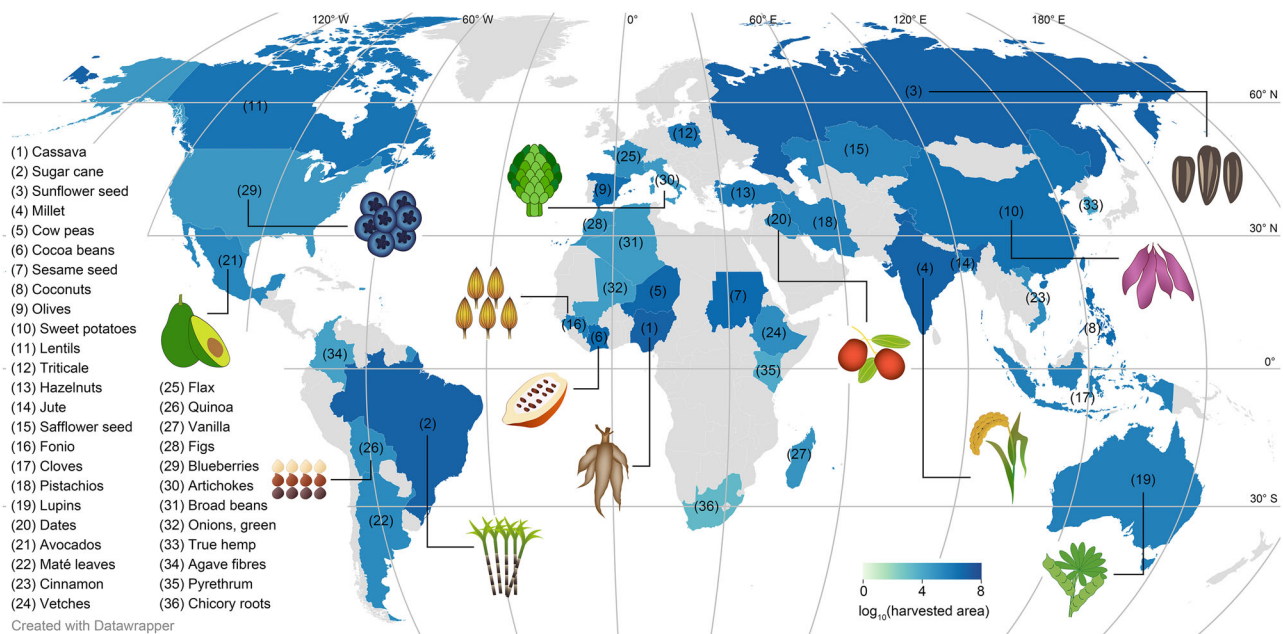 120° W
60° W
0°
60° E
120° E
180° E
60° N
30° N
0°
30° S
(11)
(29)
(21)
(34)
(2)
(26)
(22)
(25)
(12)
(9)
(30)
(28)
(31)
(32)
(5)
(16)
(6)
(1)
(7)
(24)
(35)
(27)
(36)
(13)
(20)
(18)
(15)
(3)
(10)
(33)
(4)
(14)
(23)
(8)
(17)
(19)
(1) Cassava
(2) Sugar cane
(3) Sunflower seed
(4) Millet
(5) Cow peas
(6) Cocoa beans
(7) Sesame seed
(8) Coconuts
(9) Olives
(10) Sweet potatoes
(11) Lentils
(12) Triticale
(13) Hazelnuts
(14) Jute
(15) Safflower seed
(16) Fonio
(17) Cloves
(18) Pistachios
(19) Lupins
(20) Dates
(21) Avocados
(22) Maté leaves
(23) Cinnamon
(24) Vetches
(25) Flax
(26) Quinoa
(27) Vanilla
(28) Figs
(29) Blueberries
(30) Artichokes
(31) Broad beans
(32) Onions, green
(33) True hemp
(34) Agave fibres
(35) Pyrethrum
(36) Chicory roots
0 4 8
log10(harvested area)
Created with Datawrapper